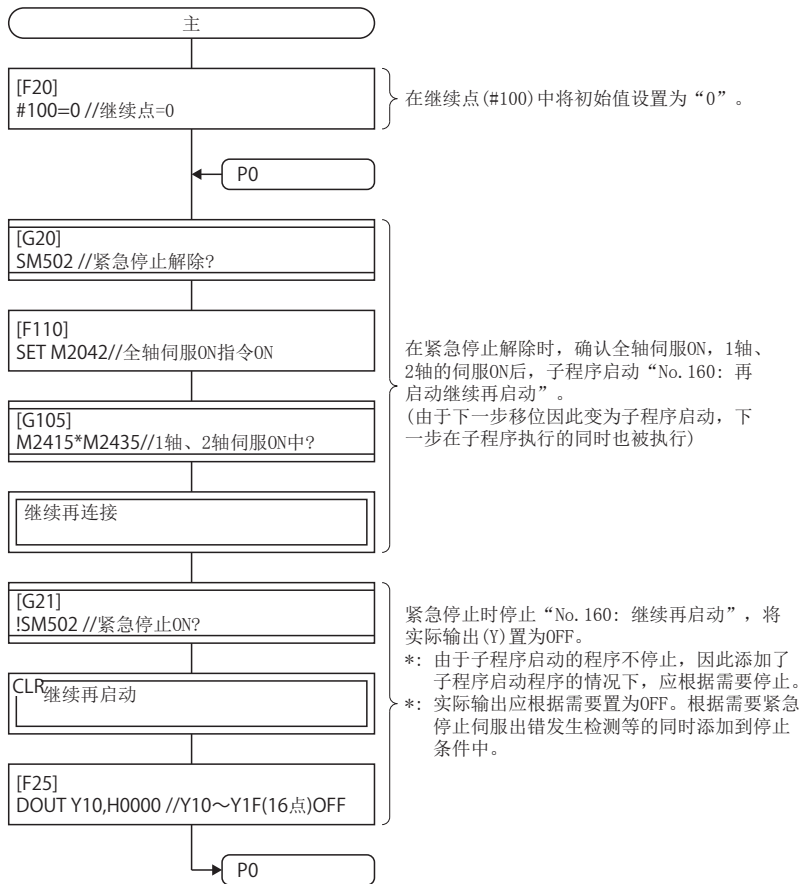 主
[F20]
#100=0 //继续点=0
在继续点(#100)中将初始值设置为“0”。
P0
[G20]
SM502 //紧急停止解除?
[F110]
SET M2042//全轴伺服ON指令ON
[G105]
M2415*M2435//1轴、2轴伺服ON中?
继续再连接
在紧急停止解除时，确认全轴伺服ON，1轴、
2轴的伺服ON后，子程序启动“No.160: 再
启动继续再启动”。
(由于下一步移位因此变为子程序启动，下
一步在子程序执行的同时也被执行)
[G21]
!SM502 //紧急停止ON?
CLR
继续再启动
[F25]
DOUT Y10,H0000 //Y10～Y1F(16点)OFF
紧急停止时停止“No.160: 继续再启动”，将
实际输出(Y)置为OFF。
*: 由于子程序启动的程序不停止，因此添加了
子程序启动程序的情况下，应根据需要停止。
*: 实际输出应根据需要置为OFF。根据需要紧急
停止伺服出错发生检测等的同时添加到停止
条件中。
P0